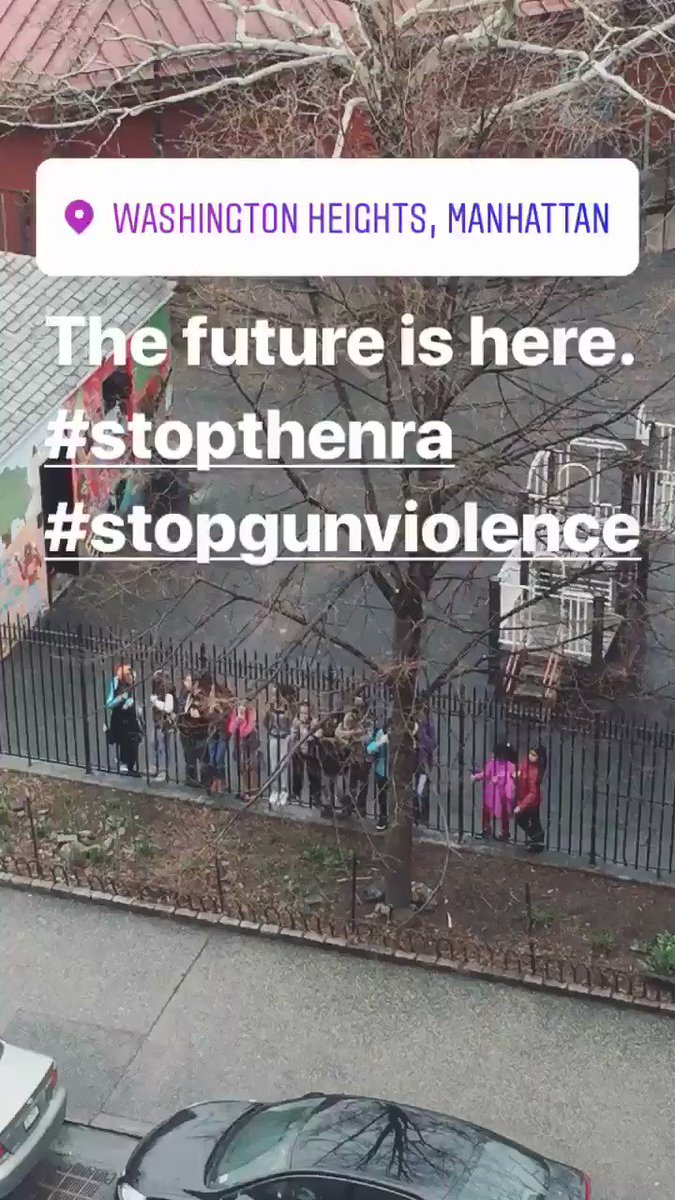 WASHINGTON HEIGHTS, MANHATTAN
The future is here.
#stopthenra
#stopgunviolence